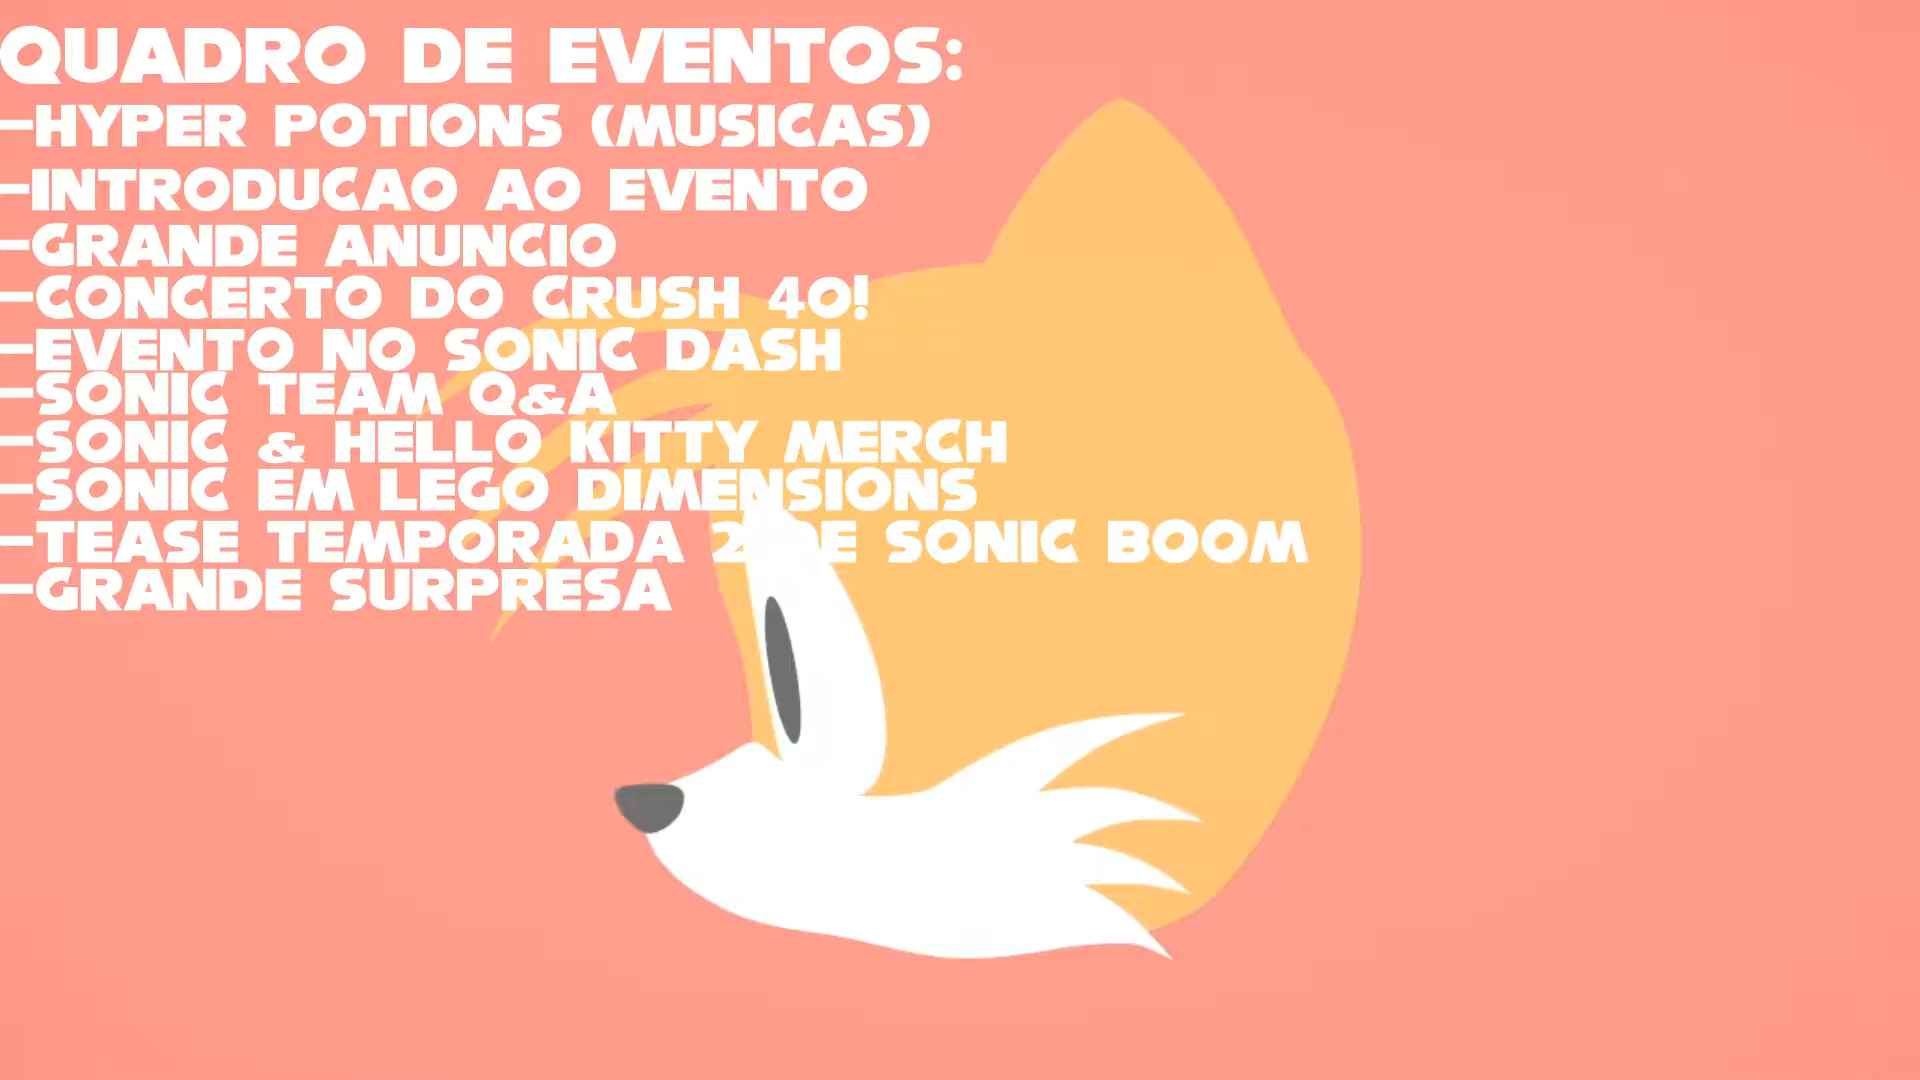 QUADRO DE EVENTOS:
-HYPER POTIONS (MUSICAS)
-INTRODUCAO AO EVENTO
-GRANDE ANUNCIO
-CONCERTO DO CRUSH 40!
-EVENTO NO SONIC DASH
-SONIC TEAM Q&A
-SONIC & HELLO KITTY MERCH
-SONIC EM LEGO DIMENSIONS
-TEASE TEMPORADA 2 DE SONIC BOOM
-GRANDE SURPRESA